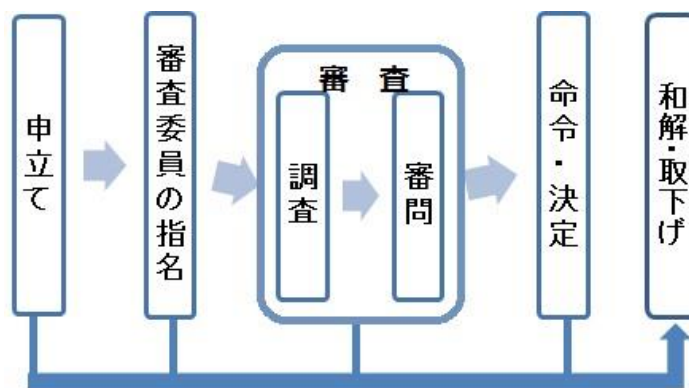 申立て
審査委員の指名
審　査
調査
審問
命令・決定
和解・取下げ